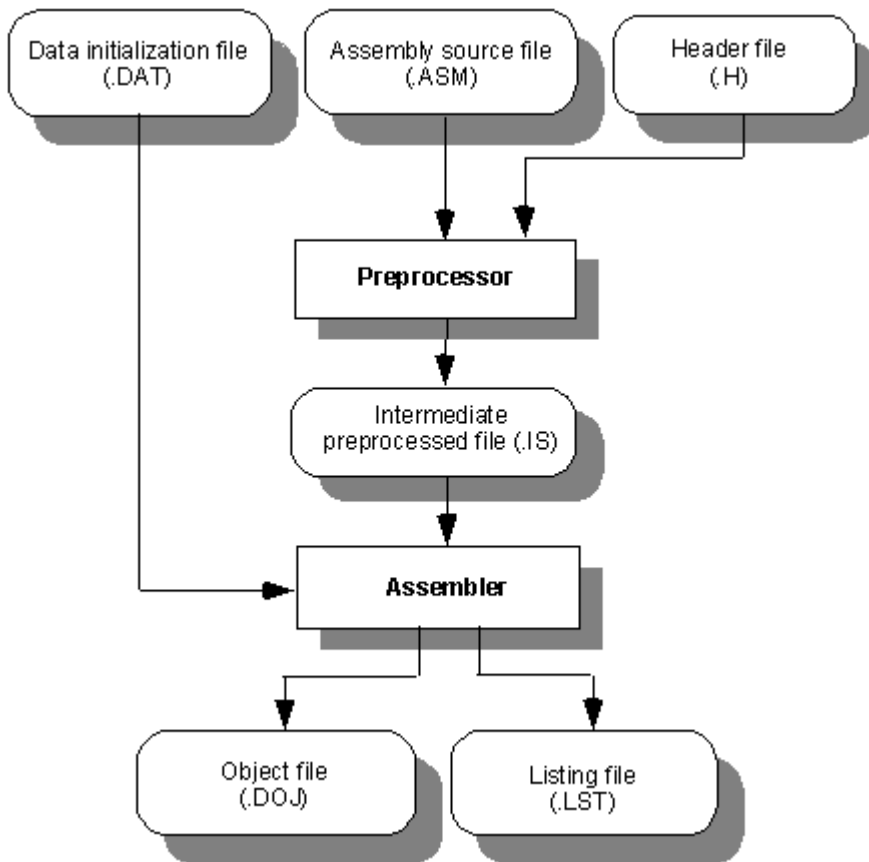 Data initialization file
(.DAT)
Assembly source file
(.ASM)
Header file
(.H)
Preprocessor
Intermediate
preprocessed file (.IS)
Assembler
Object file
(.DOJ)
Listing file
(.LST)